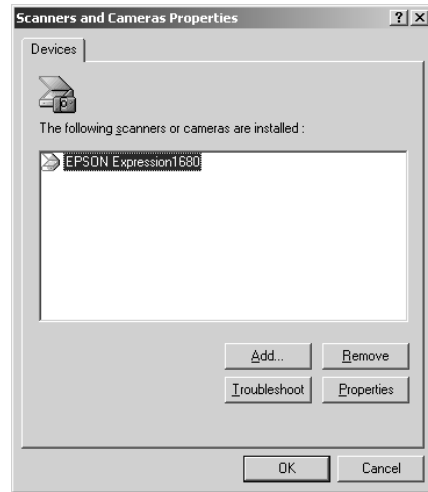 Scanners and Cameras Properties
Devices
The following scanners or cameras are installed :
EPSON Expression1680
Add... Remove
Troubleshoot Properties
OK Cancel